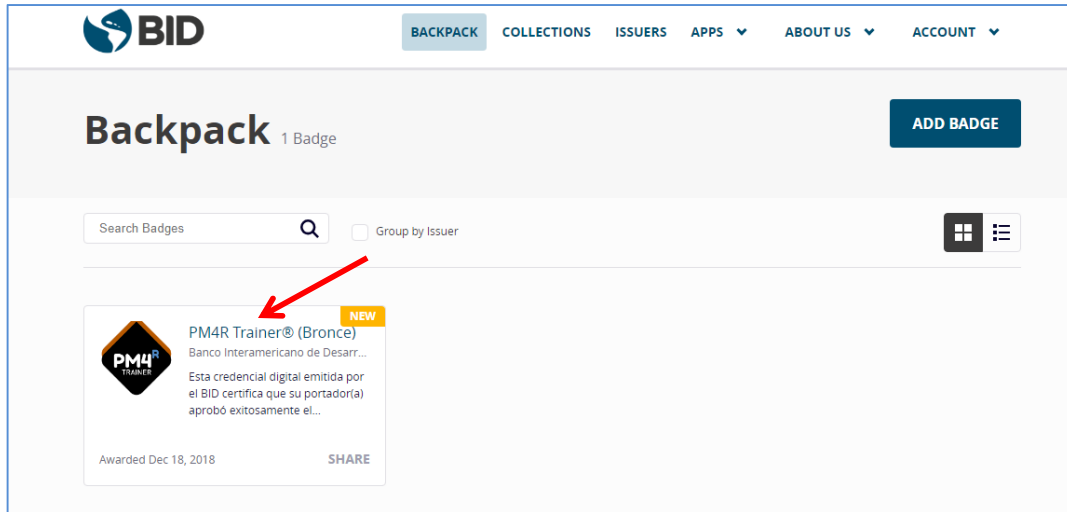 BID
BACKPACK COLLECTIONS ISSUERS APPS ABOUT US ACCOUNT
Backpack 1 Badge
ADD BADGE
Search Badges
Group by Issuer
NEW
PM4R
TRAINER
PM4R Trainer® (Bronce)
Banco Interamericano de Desarr...
Esta credencial digital emitida por
el BID certifica que su portador(a)
aprobó exitosamente el...
Awarded Dec 18, 2018 SHARE